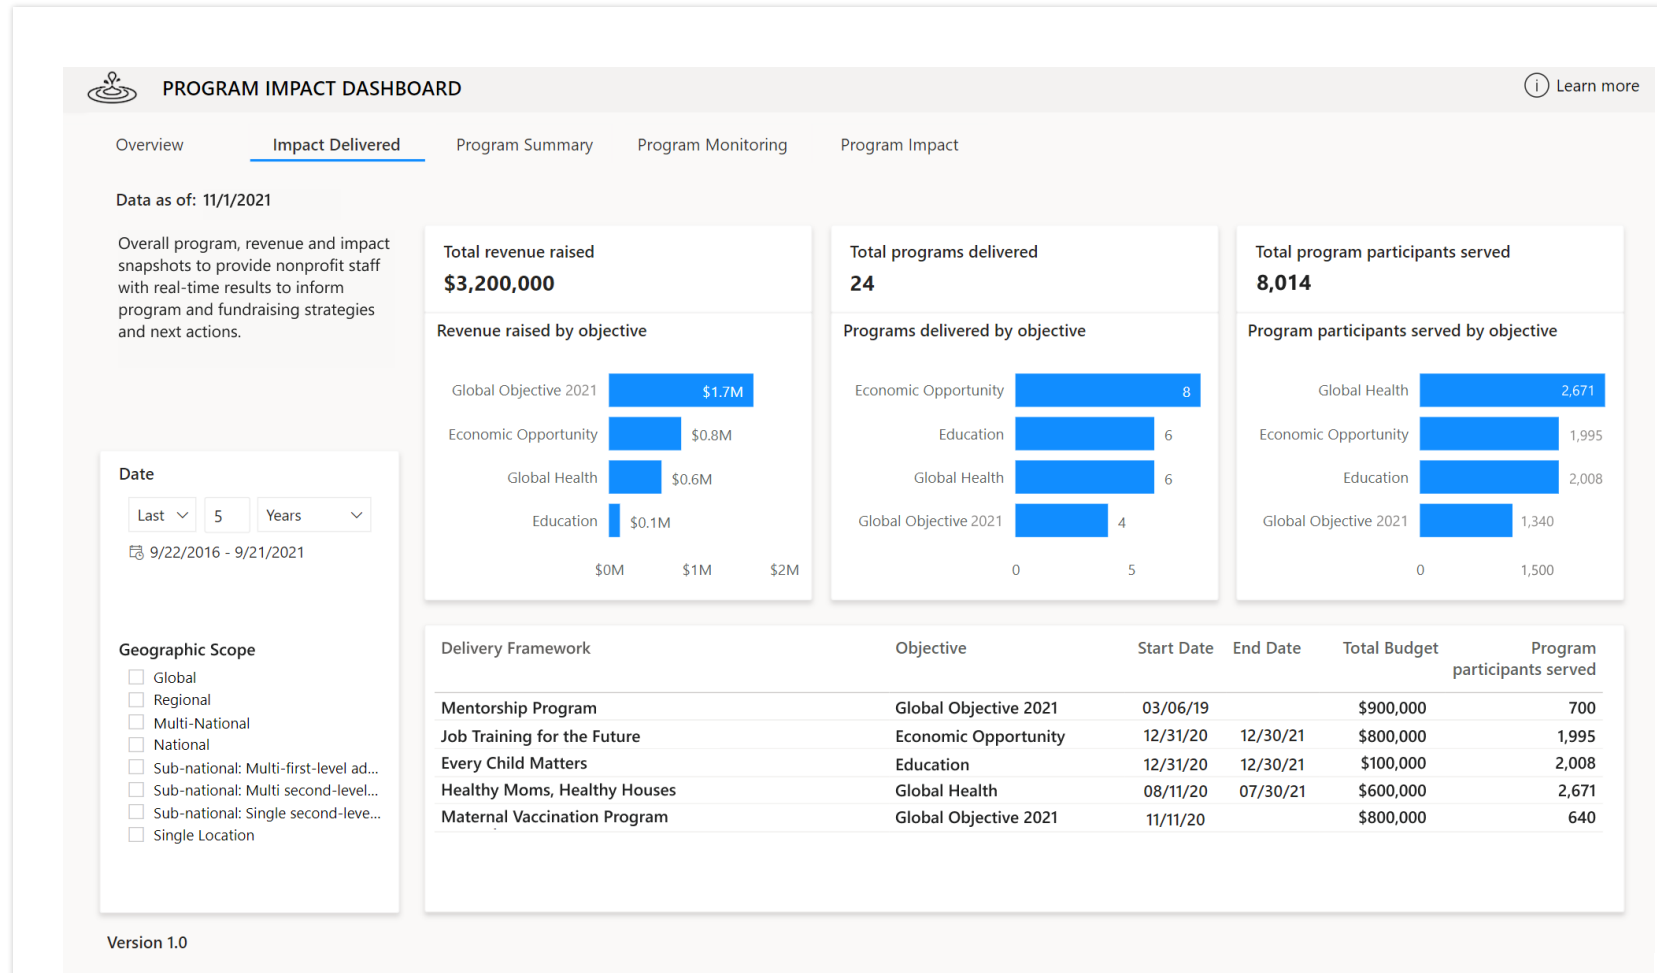 PROGRAM IMPACT DASHBOARD
Learn more
Overview
Impact Delivered
Program Summary
Program Monitoring
Program Impact
Data as of: 11/1/2021
Overall program, revenue and impact
snapshots to provide nonprofit staff
with real-time results to inform
program and fundraising strategies
and next actions.
Date
Last 5 Years
9/22/2016 - 9/21/2021
Geographic Scope
Global
Regional
Multi-National
National
Sub-national: Multi-first-level ad...
Sub-national: Multi second-level...
Sub-national: Single second-leve...
Single Location
Total revenue raised
$3,200,000
Revenue raised by objective
Global Objective 2021 $1.7M
Economic Opportunity $0.8M
Global Health $0.6M
Education $0.1M
$0M $1M $2M
Total programs delivered
24
Programs delivered by objective
Economic Opportunity 8
Education 6
Global Health 6
Global Objective 2021 4
0 5
Total program participants served
8,014
Program participants served by objective
Global Health 2,671
Economic Opportunity 1,995
Education 2,008
Global Objective 2021 1,340
0 1,500
Delivery Framework Objective Start Date End Date Total Budget Program
participants served
Mentorship Program Global Objective 2021 03/06/19 $900,000 700
Job Training for the Future Economic Opportunity 12/31/20 12/30/21 $800,000 1,995
Every Child Matters Education 12/31/20 12/30/21 $100,000 2,008
Healthy Moms, Healthy Houses Global Health 08/11/20 07/30/21 $600,000 2,671
Maternal Vaccination Program Global Objective 2021 11/11/20 $800,000 640
Version 1.0